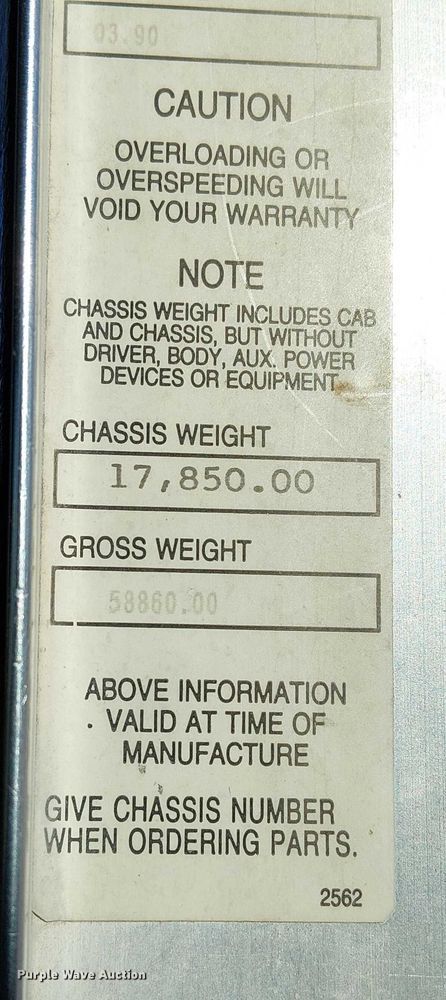 03.90
CAUTION
OVERLOADING OR
OVERSPEEDING WILL
VOID YOUR WARRANTY
NOTE
CHASSIS WEIGHT INCLUDES CAB
AND CHASSIS, BUT WITHOUT
DRIVER, BODY, AUX. POWER
DEVICES OR EQUIPMENT
CHASSIS WEIGHT
17,850.00
GROSS WEIGHT
58860.00
ABOVE INFORMATION
VALID AT TIME OF
MANUFACTURE
GIVE CHASSIS NUMBER
WHEN ORDERING PARTS.
2562
Purple Wave Auction